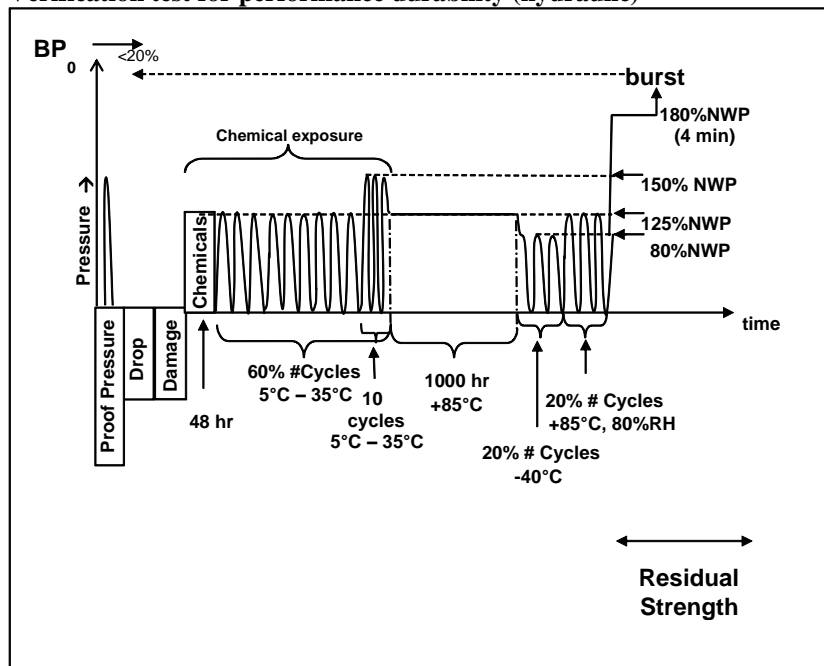 Verification test for performance durability (hydraulic)
BP0
<20%
burst
180%NWP
(4 min)
Chemical exposure
150% NWP
125%NWP
80%NWP
Pressure
Chemicals
time
Proof Pressure
Drop
Damage
48 hr
60% #Cycles
5°C – 35°C
10
cycles
5°C – 35°C
1000 hr
+85°C
20% # Cycles
-40°C
20% # Cycles
+85°C, 80%RH
Residual
Strength